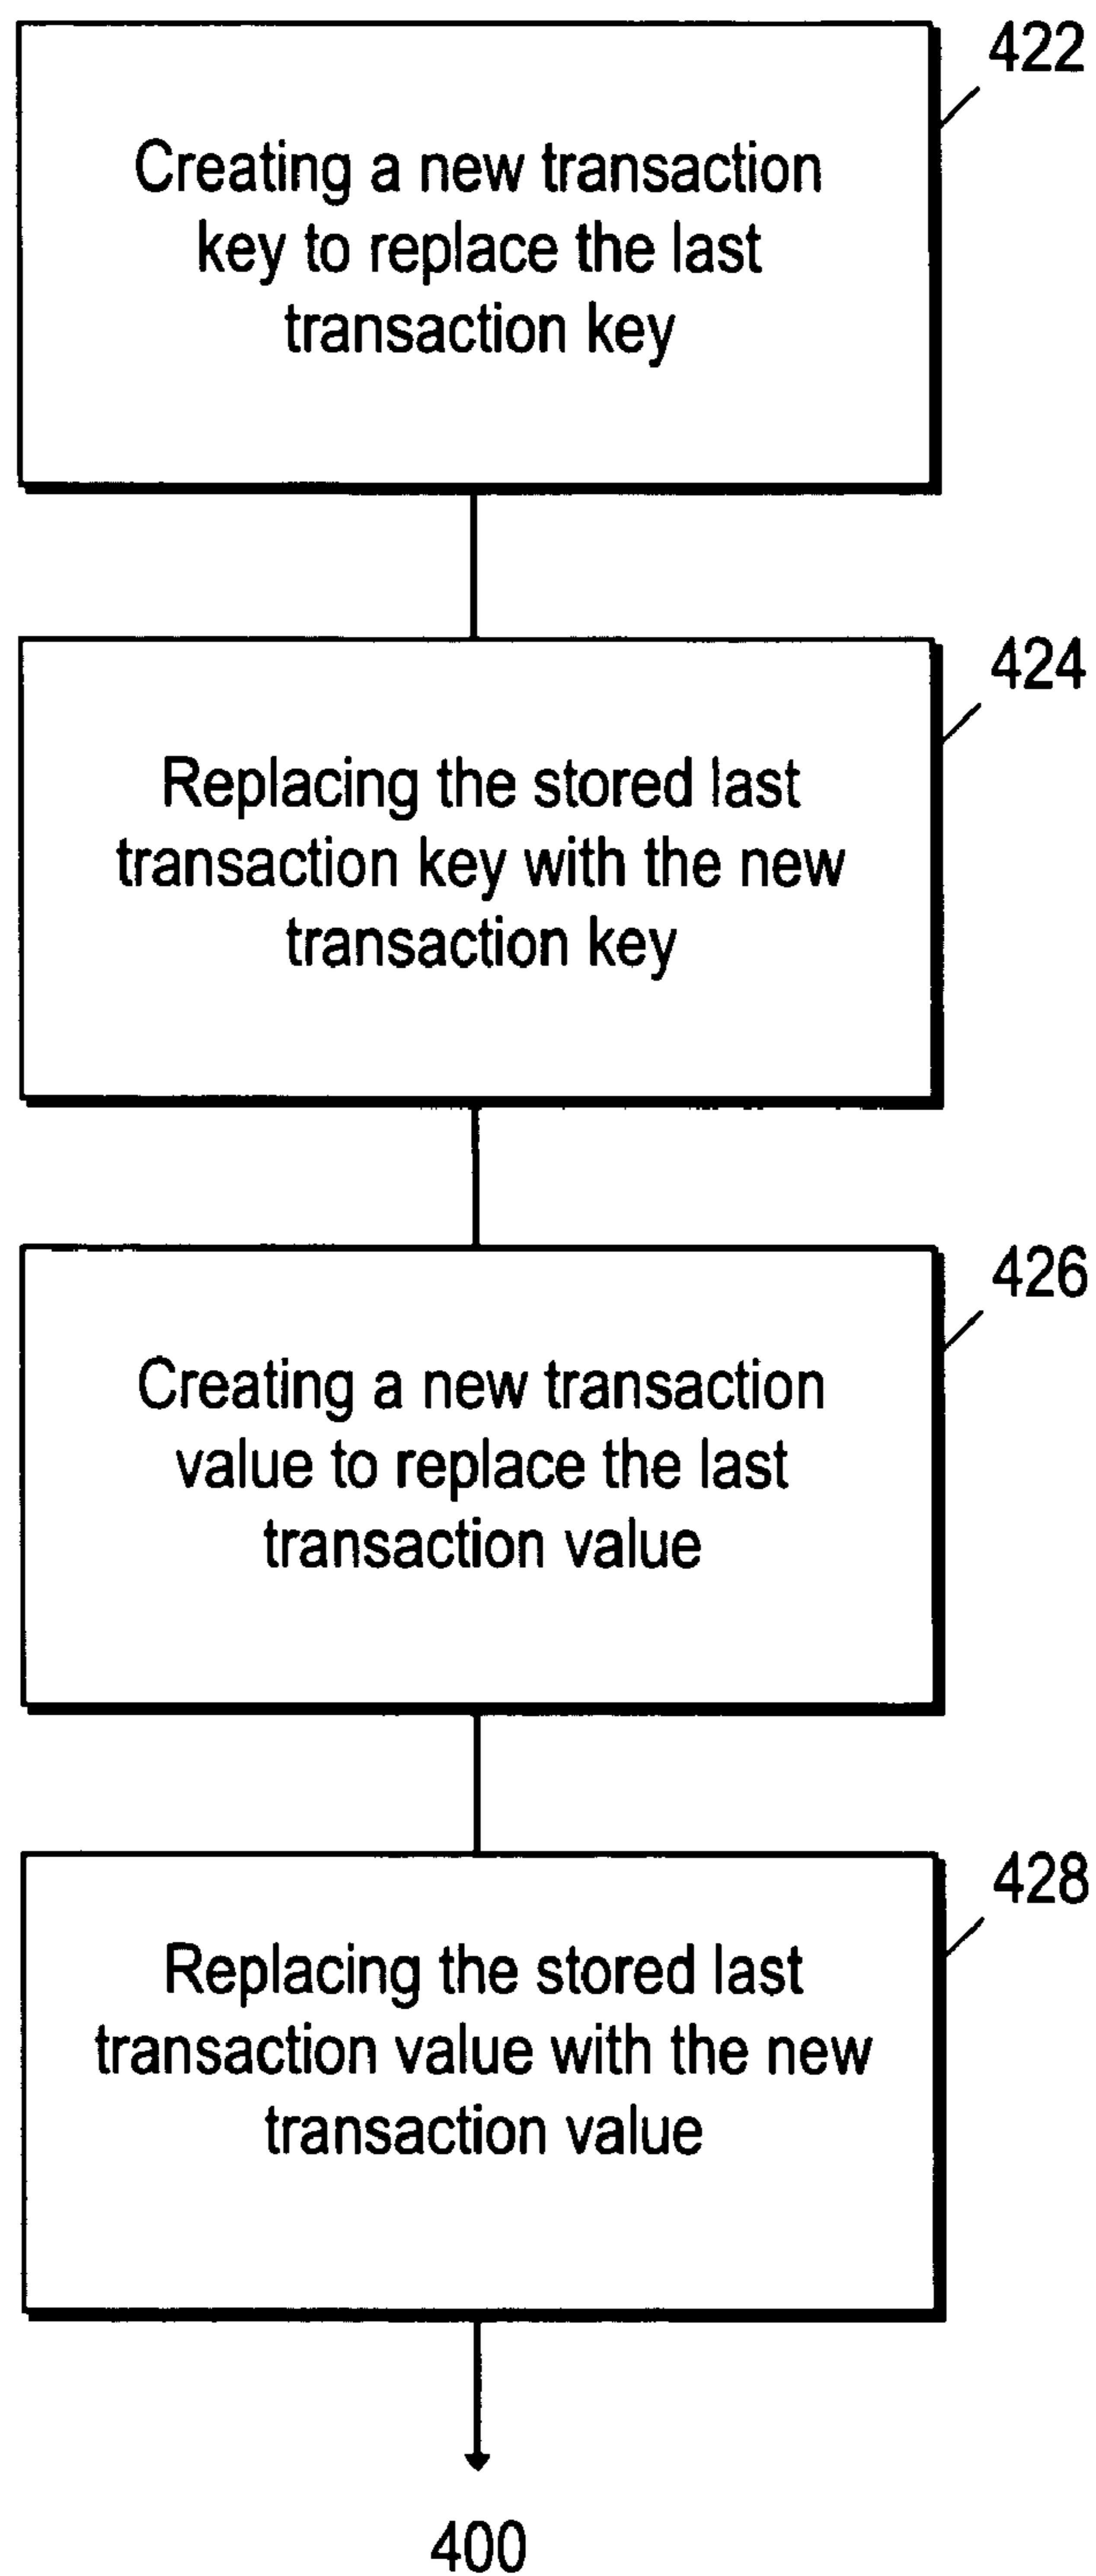 422
Creating a new transaction
key to replace the last
transaction key
424
Replacing the stored last
transaction key with the new
transaction key
426
Creating a new transaction
value to replace the last
transaction value
428
Replacing the stored last
transaction value with the new
transaction value
400